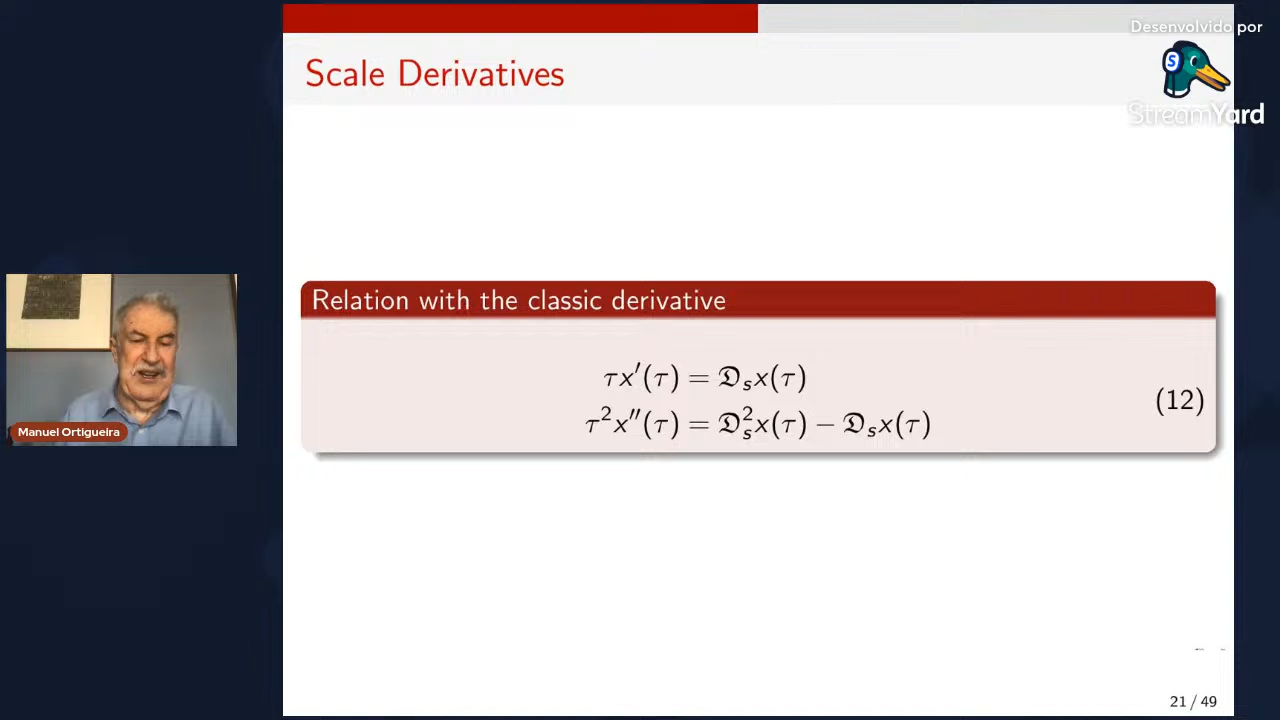 Desenvolvido por
StreamYard
Scale Derivatives
Relation with the classic derivative
τx′(τ) = 𝔇ₛx(τ)
τ²x″(τ) = 𝔇ₛ²x(τ) − 𝔇ₛx(τ)
(12)
Manuel Ortigueira
21 / 49